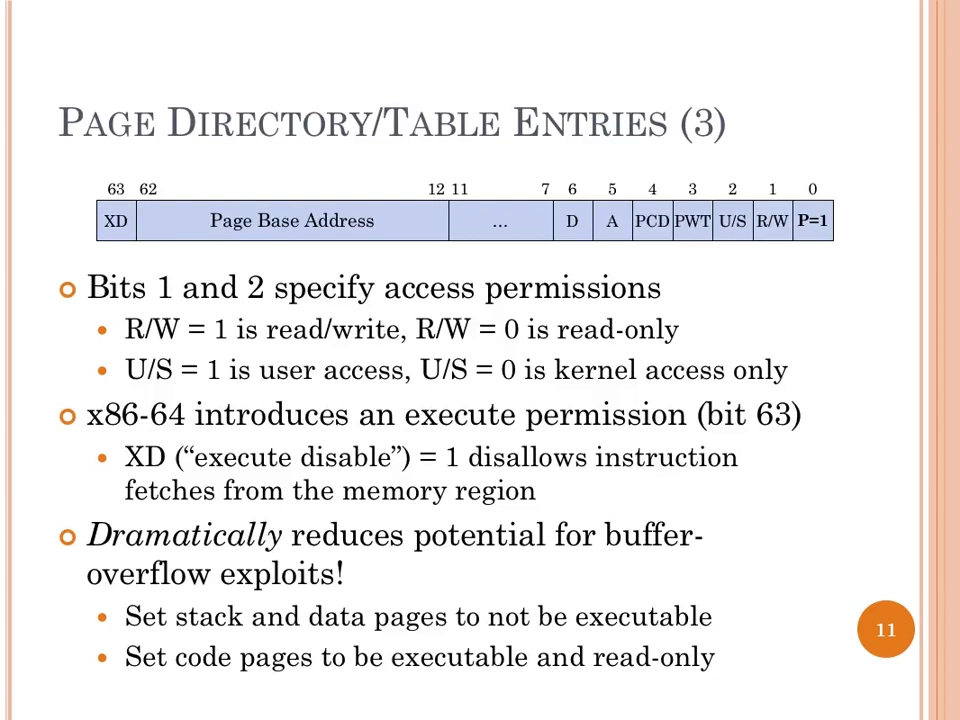 PAGE DIRECTORY/TABLE ENTRIES (3)
63 62 12 11 7 6 5 4 3 2 1 0
XD Page Base Address ... D A PCD PWT U/S R/W P=1
Bits 1 and 2 specify access permissions
R/W = 1 is read/write, R/W = 0 is read-only
U/S = 1 is user access, U/S = 0 is kernel access only
x86-64 introduces an execute permission (bit 63)
XD (“execute disable”) = 1 disallows instruction
fetches from the memory region
Dramatically reduces potential for buffer-
overflow exploits!
Set stack and data pages to not be executable
Set code pages to be executable and read-only
11